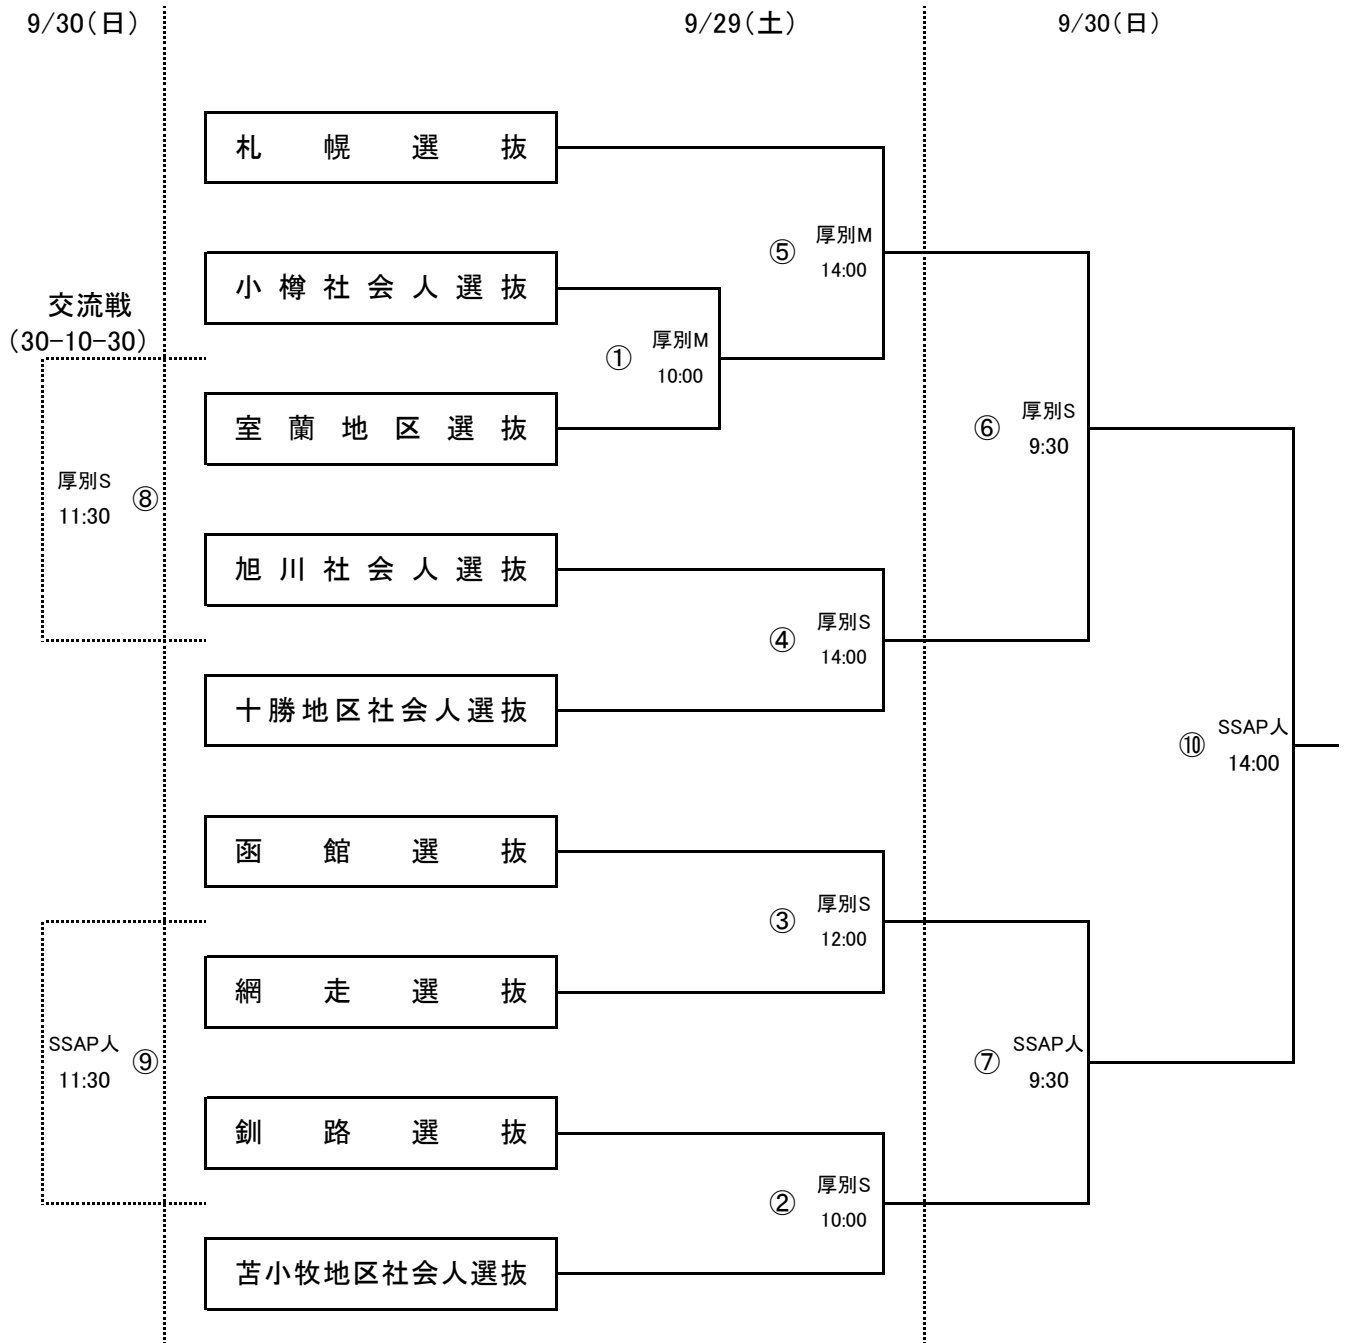 9/30(日)
9/29(土)
9/30(日)
札幌選抜
厚別M
⑤
14:00
小樽社会人選抜
交流戦
(30-10-30)
厚別M
①
10:00
室蘭地区選抜
厚別S
⑥
9:30
厚別S
⑧
11:30
旭川社会人選抜
厚別S
④
14:00
十勝地区社会人選抜
SSAP人
⑩
14:00
函館選抜
厚別S
③
12:00
網走選抜
SSAP人
⑨
11:30
SSAP人
⑦
9:30
釧路選抜
厚別S
②
10:00
苫小牧地区社会人選抜